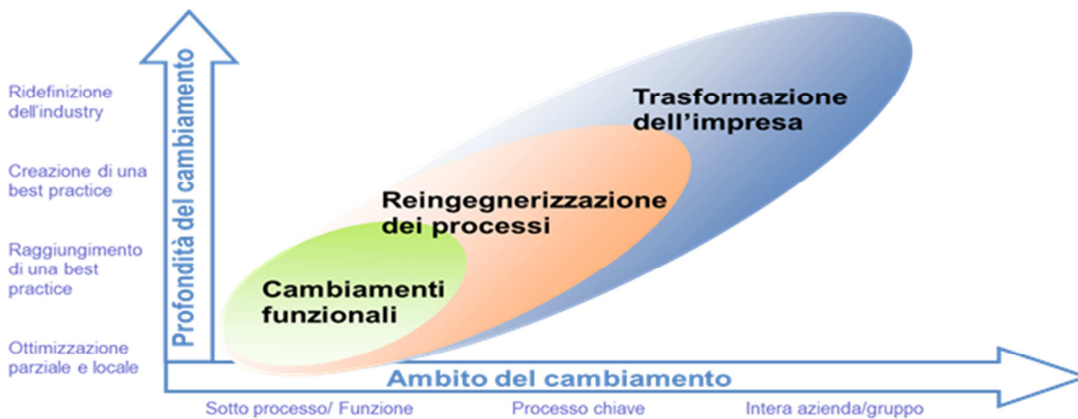 Profondità del cambiamento
Ridefinizione
dell'industry
Creazione di una
best practice
Raggiungimento
di una best
practice
Ottimizzazione
parziale e locale
Trasformazione
dell'impresa
Reingegnerizzazione
dei processi
Cambiamenti
funzionali
Ambito del cambiamento
Sotto processo/ Funzione
Processo chiave
Intera azienda/gruppo